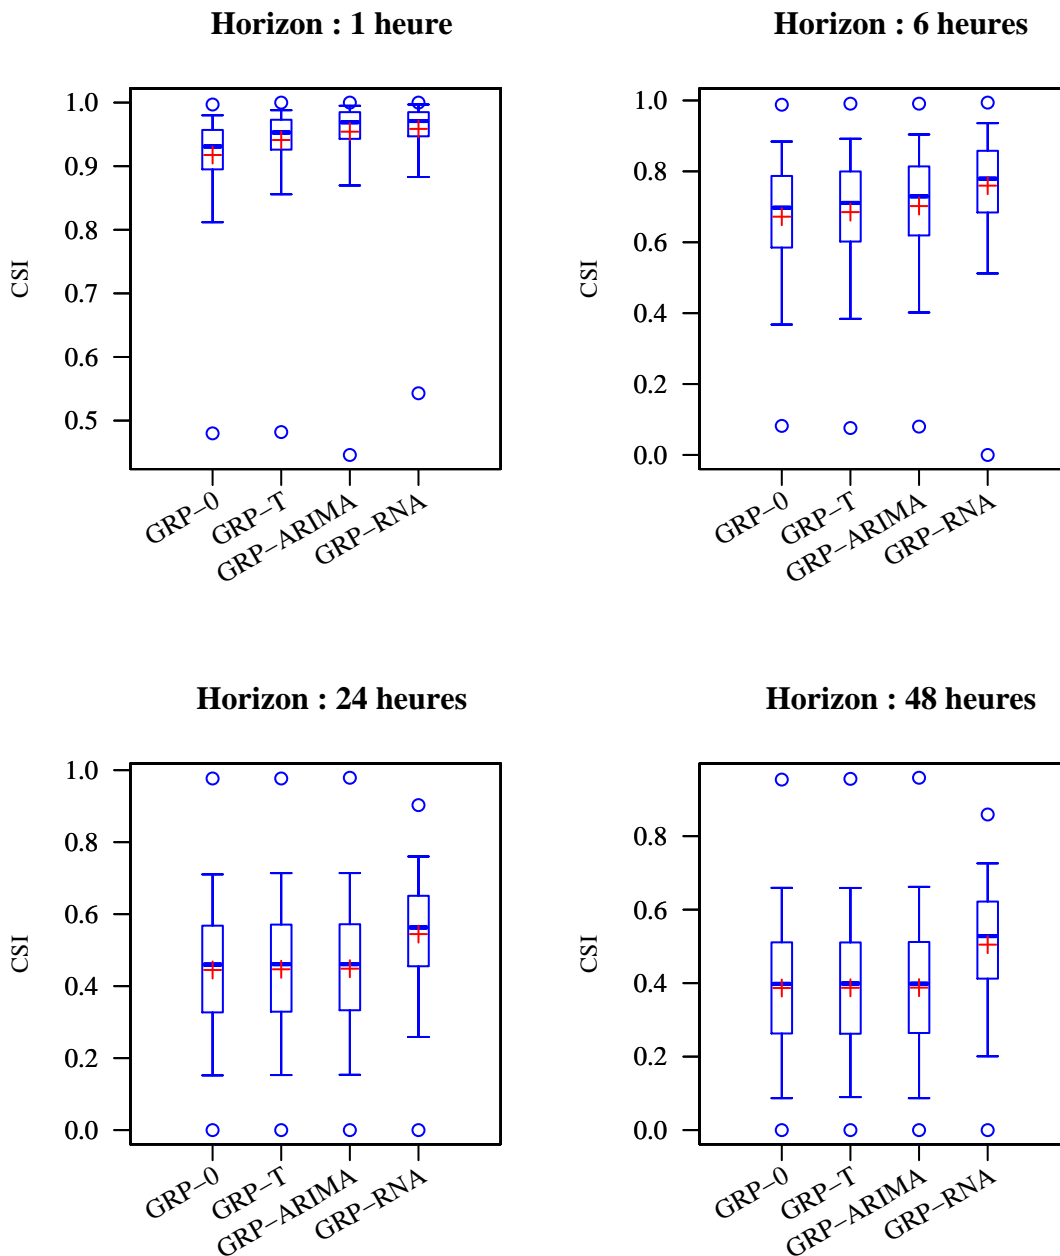 Horizon : 1 heure
CSI
1.0
0.9
0.8
0.7
0.6
0.5
GRP−0
GRP−T
GRP−ARIMA
GRP−RNA
Horizon : 6 heures
CSI
1.0
0.8
0.6
0.4
0.2
0.0
GRP−0
GRP−T
GRP−ARIMA
GRP−RNA
Horizon : 24 heures
CSI
1.0
0.8
0.6
0.4
0.2
0.0
GRP−0
GRP−T
GRP−ARIMA
GRP−RNA
Horizon : 48 heures
CSI
0.8
0.6
0.4
0.2
0.0
GRP−0
GRP−T
GRP−ARIMA
GRP−RNA